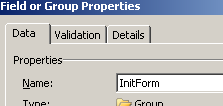 Field or Group Properties
Data Validation Details
Properties
Name: InitForm
Type: Group